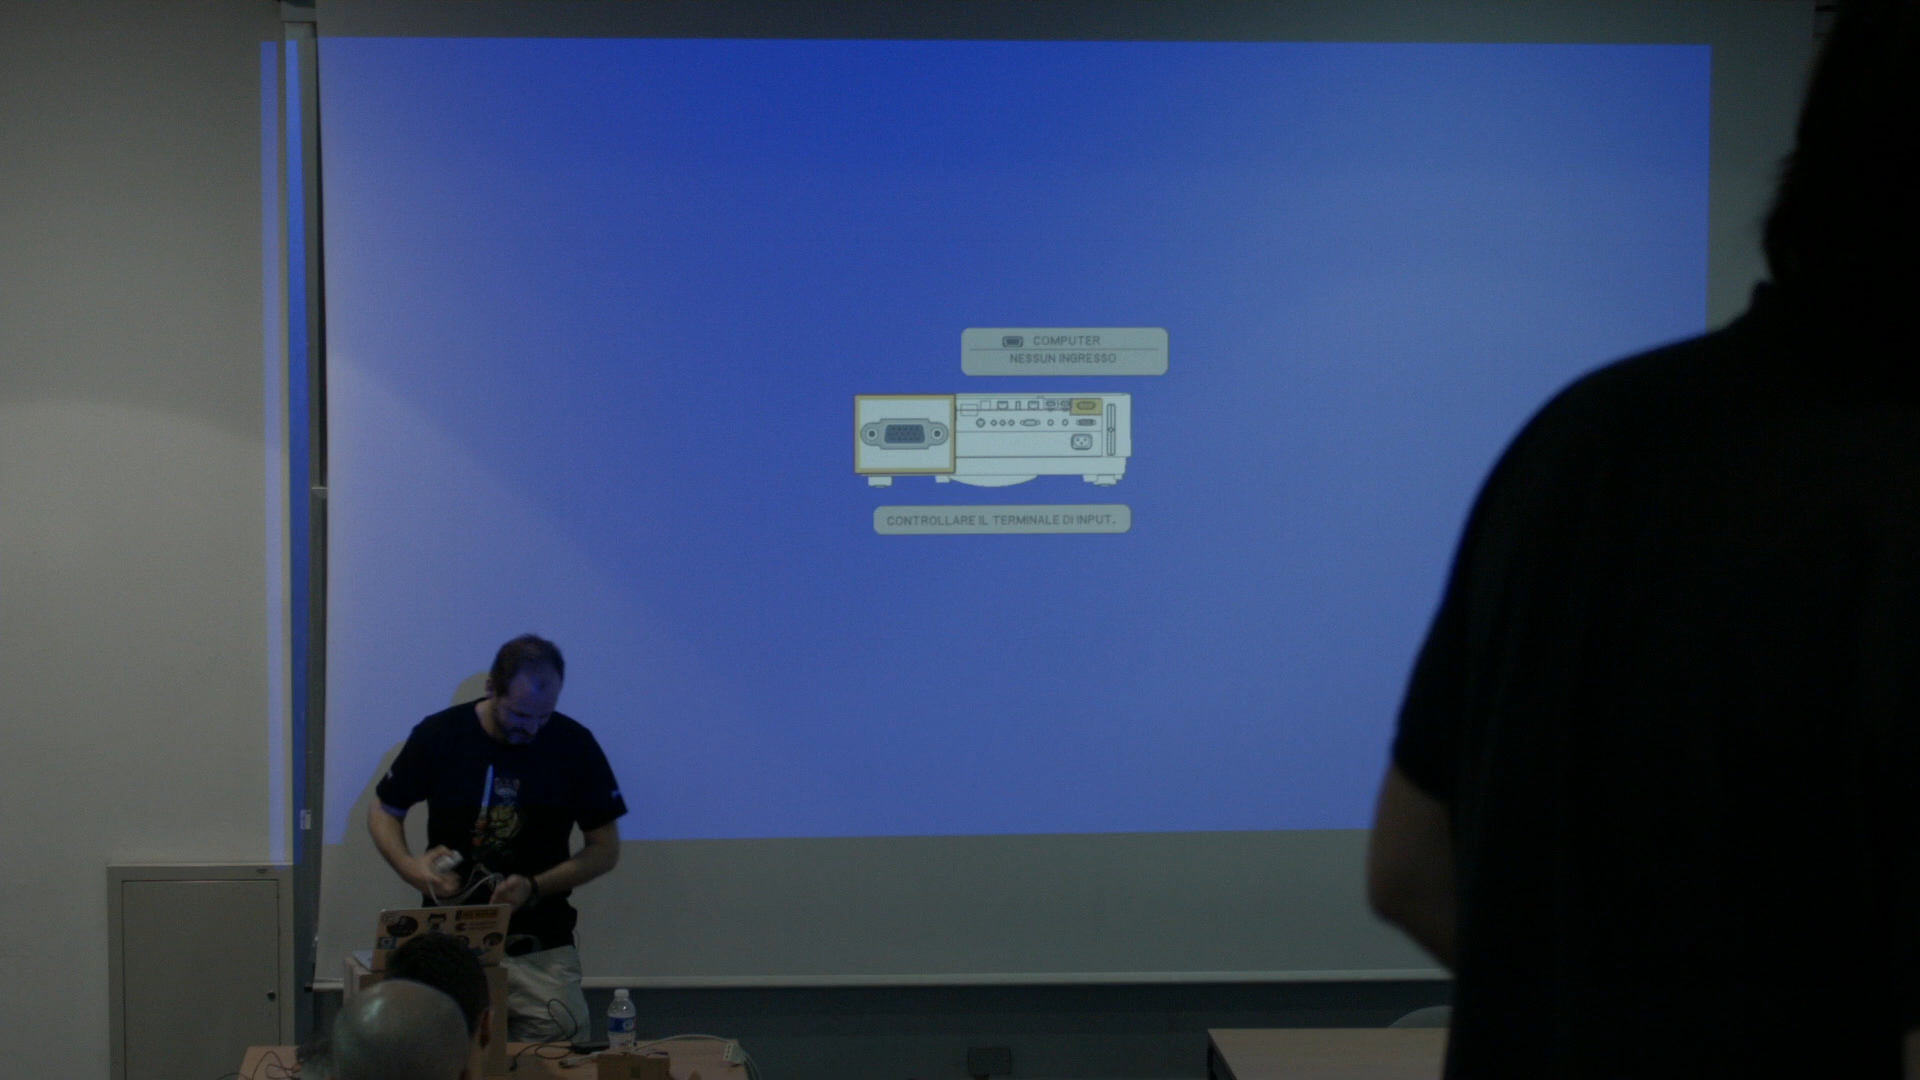 COMPUTER
NESSUN INGRESSO
CONTROLLARE IL TERMINALE DI INPUT.